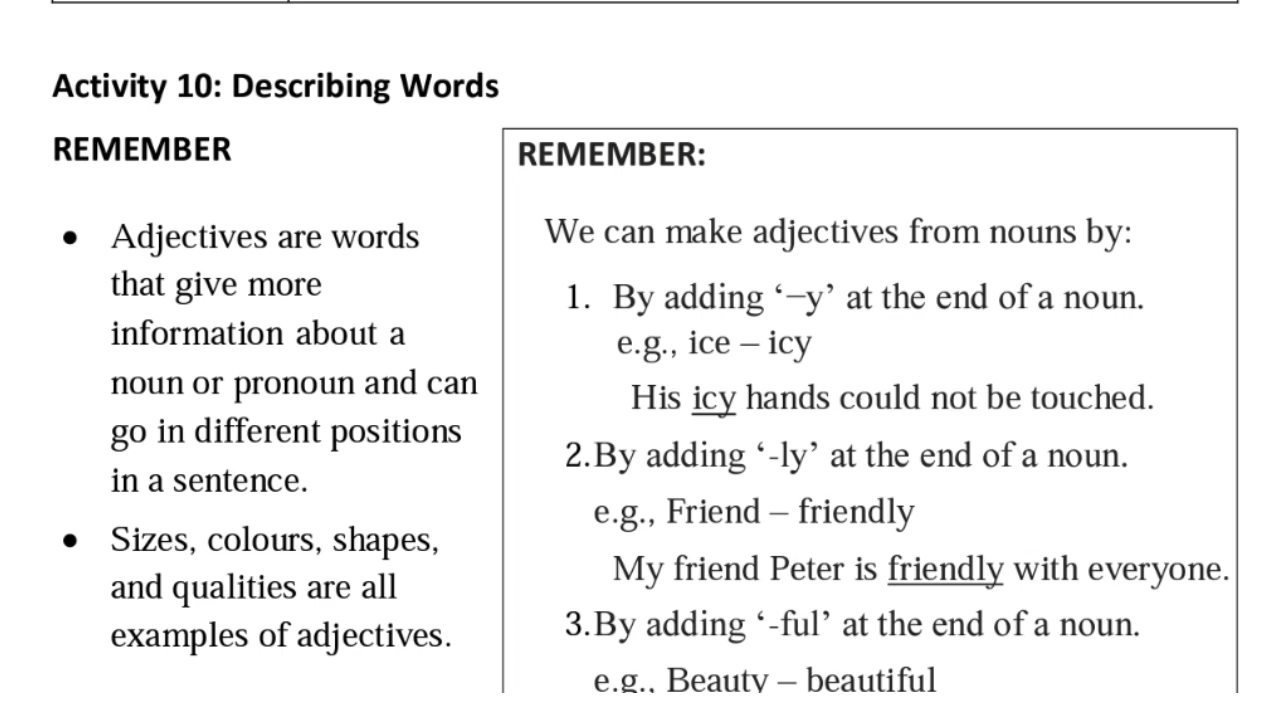 Activity 10: Describing Words
REMEMBER
• Adjectives are words
that give more
information about a
noun or pronoun and can
go in different positions
in a sentence.
• Sizes, colours, shapes,
and qualities are all
examples of adjectives.
REMEMBER:
We can make adjectives from nouns by:
1. By adding ‘–y’ at the end of a noun.
e.g., ice – icy
His icy hands could not be touched.
2.By adding ‘-ly’ at the end of a noun.
e.g., Friend – friendly
My friend Peter is friendly with everyone.
3.By adding ‘-ful’ at the end of a noun.
e.g., Beauty – beautiful